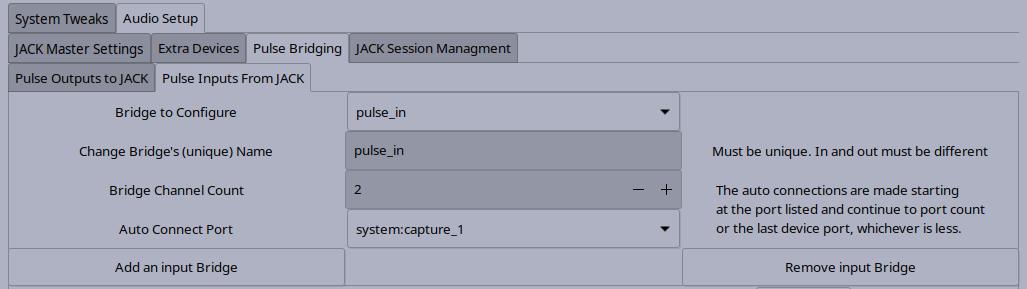 System Tweaks Audio Setup
JACK Master Settings Extra Devices Pulse Bridging JACK Session Managment
Pulse Outputs to JACK Pulse Inputs From JACK
Bridge to Configure pulse_in
Change Bridge's (unique) Name pulse_in Must be unique. In and out must be different
Bridge Channel Count 2 − + The auto connections are made starting
at the port listed and continue to port count
Auto Connect Port system:capture_1 or the last device port, whichever is less.
Add an input Bridge Remove input Bridge